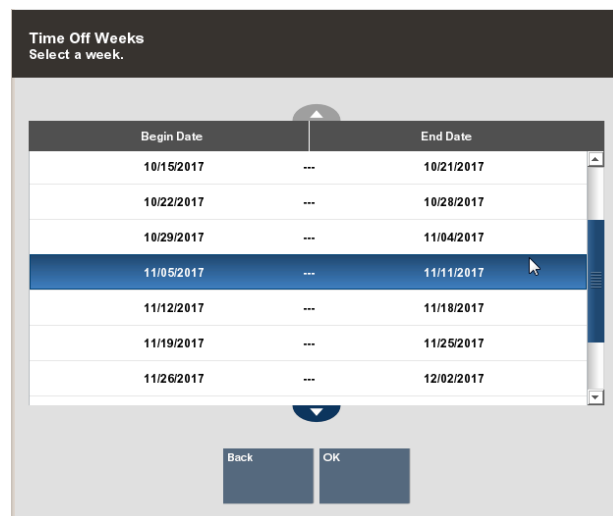 Time Off Weeks
Select a week.
Begin Date End Date
10/15/2017 --- 10/21/2017
10/22/2017 --- 10/28/2017
10/29/2017 --- 11/04/2017
11/05/2017 --- 11/11/2017
11/12/2017 --- 11/18/2017
11/19/2017 --- 11/25/2017
11/26/2017 --- 12/02/2017
Back OK